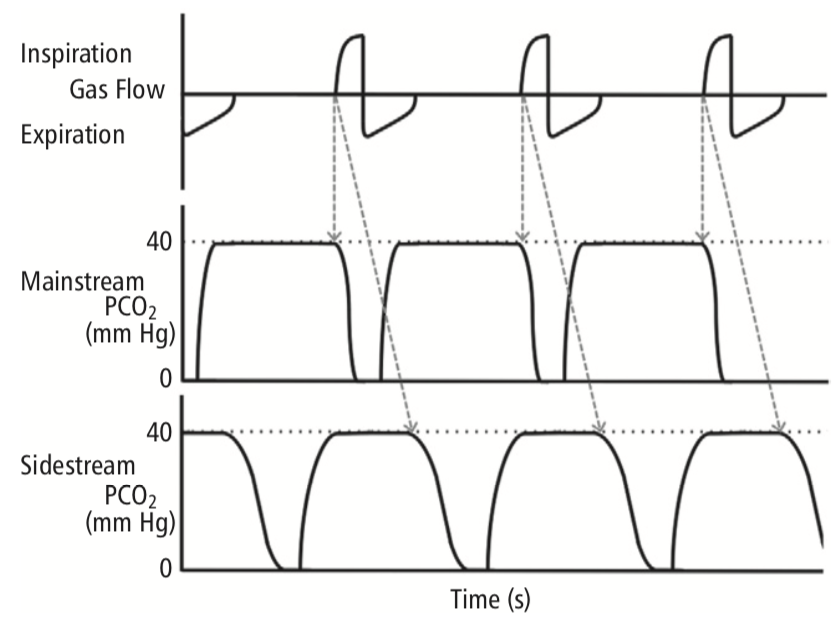 Inspiration
Gas Flow
Expiration
40
Mainstream
PCO₂
(mm Hg)
0
40
Sidestream
PCO₂
(mm Hg)
0
Time (s)